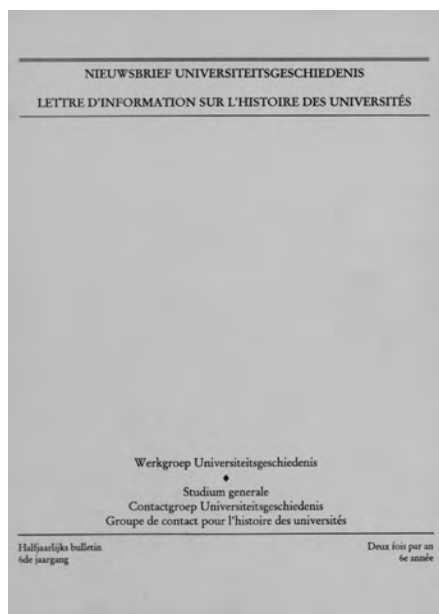 NIEUWSBRIEF UNIVERSITEITSGESCHIEDENIS
LETTRE D'INFORMATION SUR L'HISTOIRE DES UNIVERSITÉS
Werkgroep Universiteitsgeschiedenis
♦
Studium generale
Contactgroep Universiteitsgeschiedenis
Groupe de contact pour l'histoire des universités
Halfjaarlijks bulletin
6de jaargang
Deux fois par an
6e année